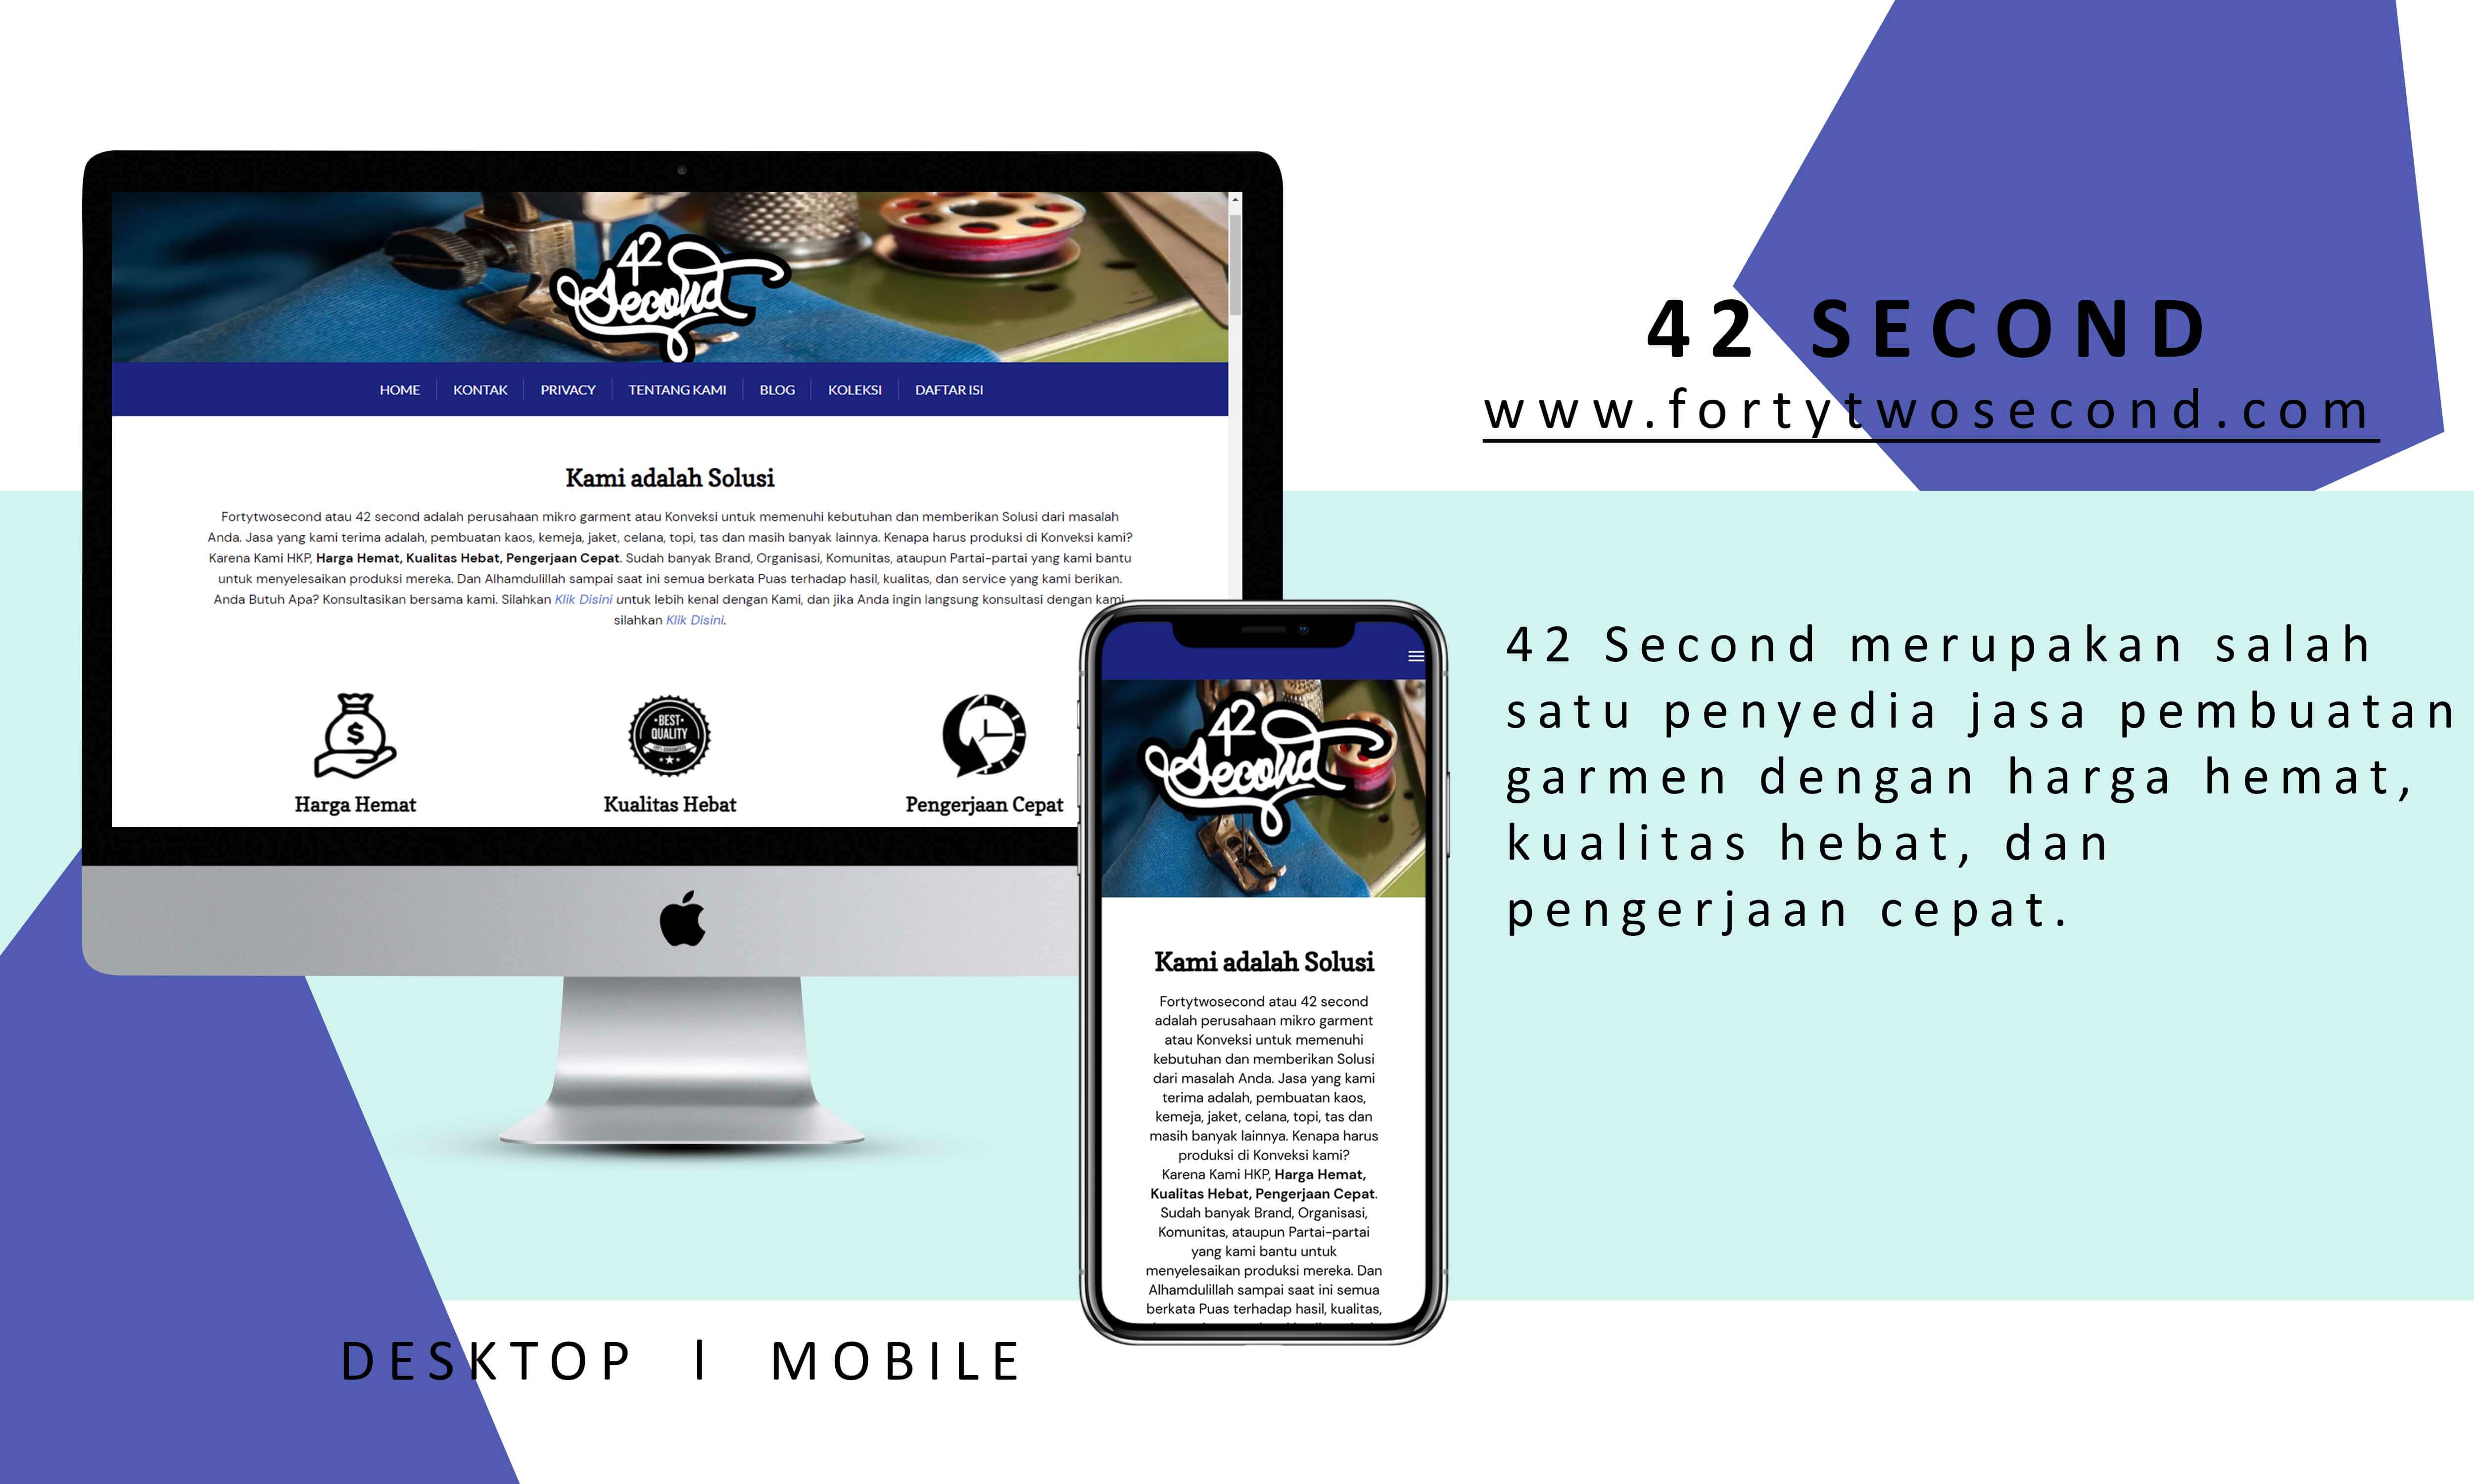 42
Second
HOME
KONTAK
PRIVACY
TENTANG KAMI
BLOG
KOLEKSI
DAFTAR ISI
Kami adalah Solusi
Fortytwosecond atau 42 second adalah perusahaan mikro garment atau Konveksi untuk memenuhi kebutuhan dan memberikan Solusi dari masalah
Anda. Jasa yang kami terima adalah, pembuatan kaos, kemeja, jaket, celana, topi, tas dan masih banyak lainnya. Kenapa harus produksi di Konveksi kami?
Karena Kami HKP, Harga Hemat, Kualitas Hebat, Pengerjaan Cepat. Sudah banyak Brand, Organisasi, Komunitas, ataupun Partai-partai yang kami bantu
untuk menyelesaikan produksi mereka. Dan Alhamdulillah sampai saat ini semua berkata Puas terhadap hasil, kualitas, dan service yang kami berikan.
Anda Butuh Apa? Konsultasikan bersama kami. Silahkan Klik Disini untuk lebih kenal dengan Kami, dan jika Anda ingin langsung konsultasi dengan kami
silahkan Klik Disini.
$
BEST
QUALITY
Harga Hemat
Kualitas Hebat
Pengerjaan Cepat
42
Second
Kami adalah Solusi
Fortytwosecond atau 42 second
adalah perusahaan mikro garment
atau Konveksi untuk memenuhi
kebutuhan dan memberikan Solusi
dari masalah Anda. Jasa yang kami
terima adalah, pembuatan kaos,
kemeja, jaket, celana, topi, tas dan
masih banyak lainnya. Kenapa harus
produksi di Konveksi kami?
Karena Kami HKP, Harga Hemat,
Kualitas Hebat, Pengerjaan Cepat.
Sudah banyak Brand, Organisasi,
Komunitas, ataupun Partai-partai
yang kami bantu untuk
menyelesaikan produksi mereka. Dan
Alhamdulillah sampai saat ini semua
berkata Puas terhadap hasil, kualitas,
42 SECOND
www.fortytwosecond.com
42 Second merupakan salah
satu penyedia jasa pembuatan
garmen dengan harga hemat,
kualitas hebat, dan
pengerjaan cepat.
DESKTOP | MOBILE